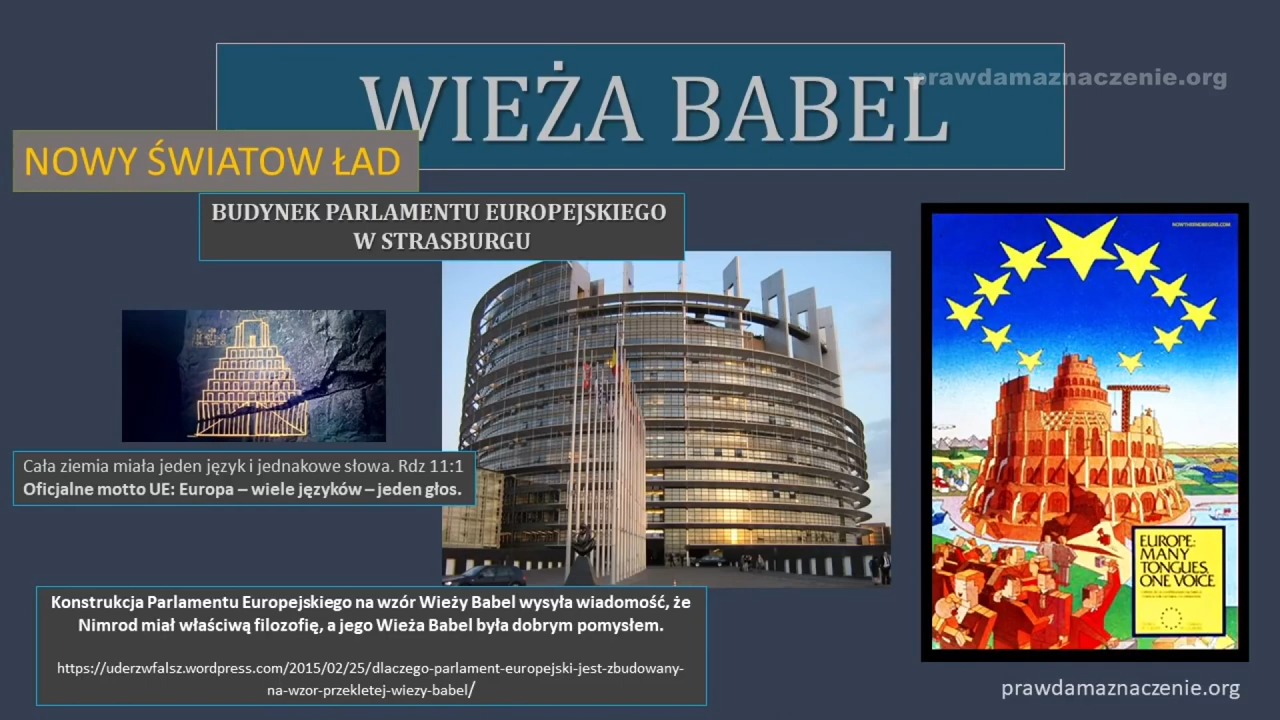 WIEŻA BABEL
prawdamaznaczenie.org
NOWY ŚWIATOW ŁAD
BUDYNEK PARLAMENTU EUROPEJSKIEGO
W STRASBURGU
NOWTHEENDBEGINS.COM
Cała ziemia miała jeden język i jednakowe słowa. Rdz 11:1
Oficjalne motto UE: Europa – wiele języków – jeden głos.
EUROPE:
MANY
TONGUES,
ONE VOICE
Konstrukcja Parlamentu Europejskiego na wzór Wieży Babel wysyła wiadomość, że
Nimrod miał właściwą filozofię, a jego Wieża Babel była dobrym pomysłem.
https://uderzwfalsz.wordpress.com/2015/02/25/dlaczego-parlament-europejski-jest-zbudowany-
na-wzor-przekletej-wiezy-babel/
prawdamaznaczenie.org